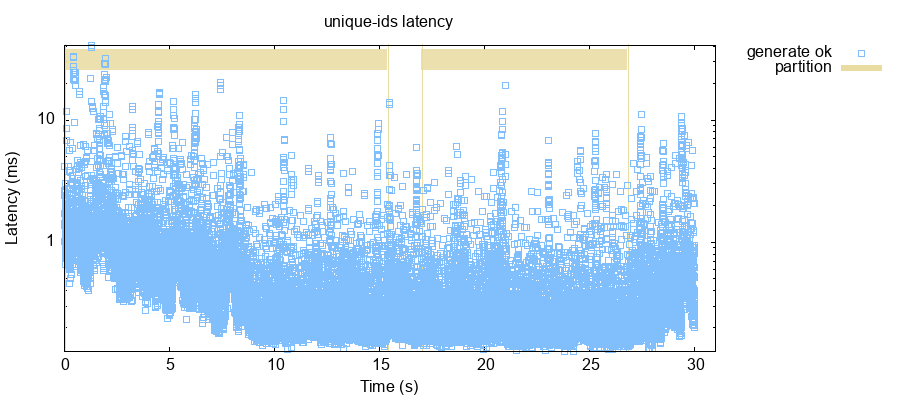 unique-ids latency
generate ok
partition
Latency (ms)
10
1
0 5 10 15 20 25 30
Time (s)